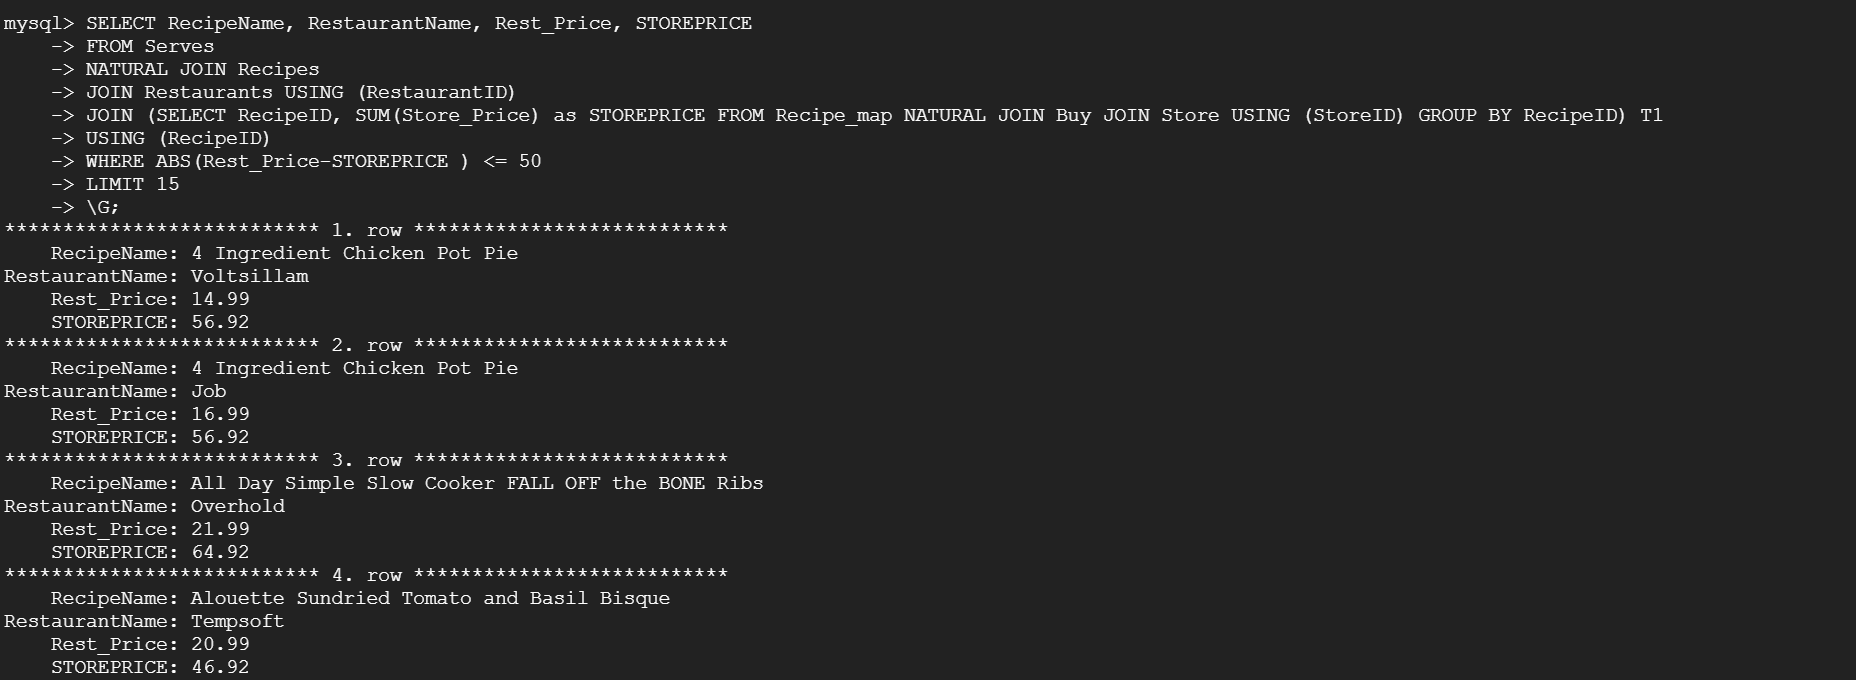 mysql> SELECT RecipeName, RestaurantName, Rest_Price, STOREPRICE
    -> FROM Serves
    -> NATURAL JOIN Recipes
    -> JOIN Restaurants USING (RestaurantID)
    -> JOIN (SELECT RecipeID, SUM(Store_Price) as STOREPRICE FROM Recipe_map NATURAL JOIN Buy JOIN Store USING (StoreID) GROUP BY RecipeID) T1
    -> USING (RecipeID)
    -> WHERE ABS(Rest_Price-STOREPRICE ) <= 50
    -> LIMIT 15
    -> \G;
*************************** 1. row ***************************
    RecipeName: 4 Ingredient Chicken Pot Pie
RestaurantName: Voltsillam
    Rest_Price: 14.99
    STOREPRICE: 56.92
*************************** 2. row ***************************
    RecipeName: 4 Ingredient Chicken Pot Pie
RestaurantName: Job
    Rest_Price: 16.99
    STOREPRICE: 56.92
*************************** 3. row ***************************
    RecipeName: All Day Simple Slow Cooker FALL OFF the BONE Ribs
RestaurantName: Overhold
    Rest_Price: 21.99
    STOREPRICE: 64.92
*************************** 4. row ***************************
    RecipeName: Alouette Sundried Tomato and Basil Bisque
RestaurantName: Tempsoft
    Rest_Price: 20.99
    STOREPRICE: 46.92